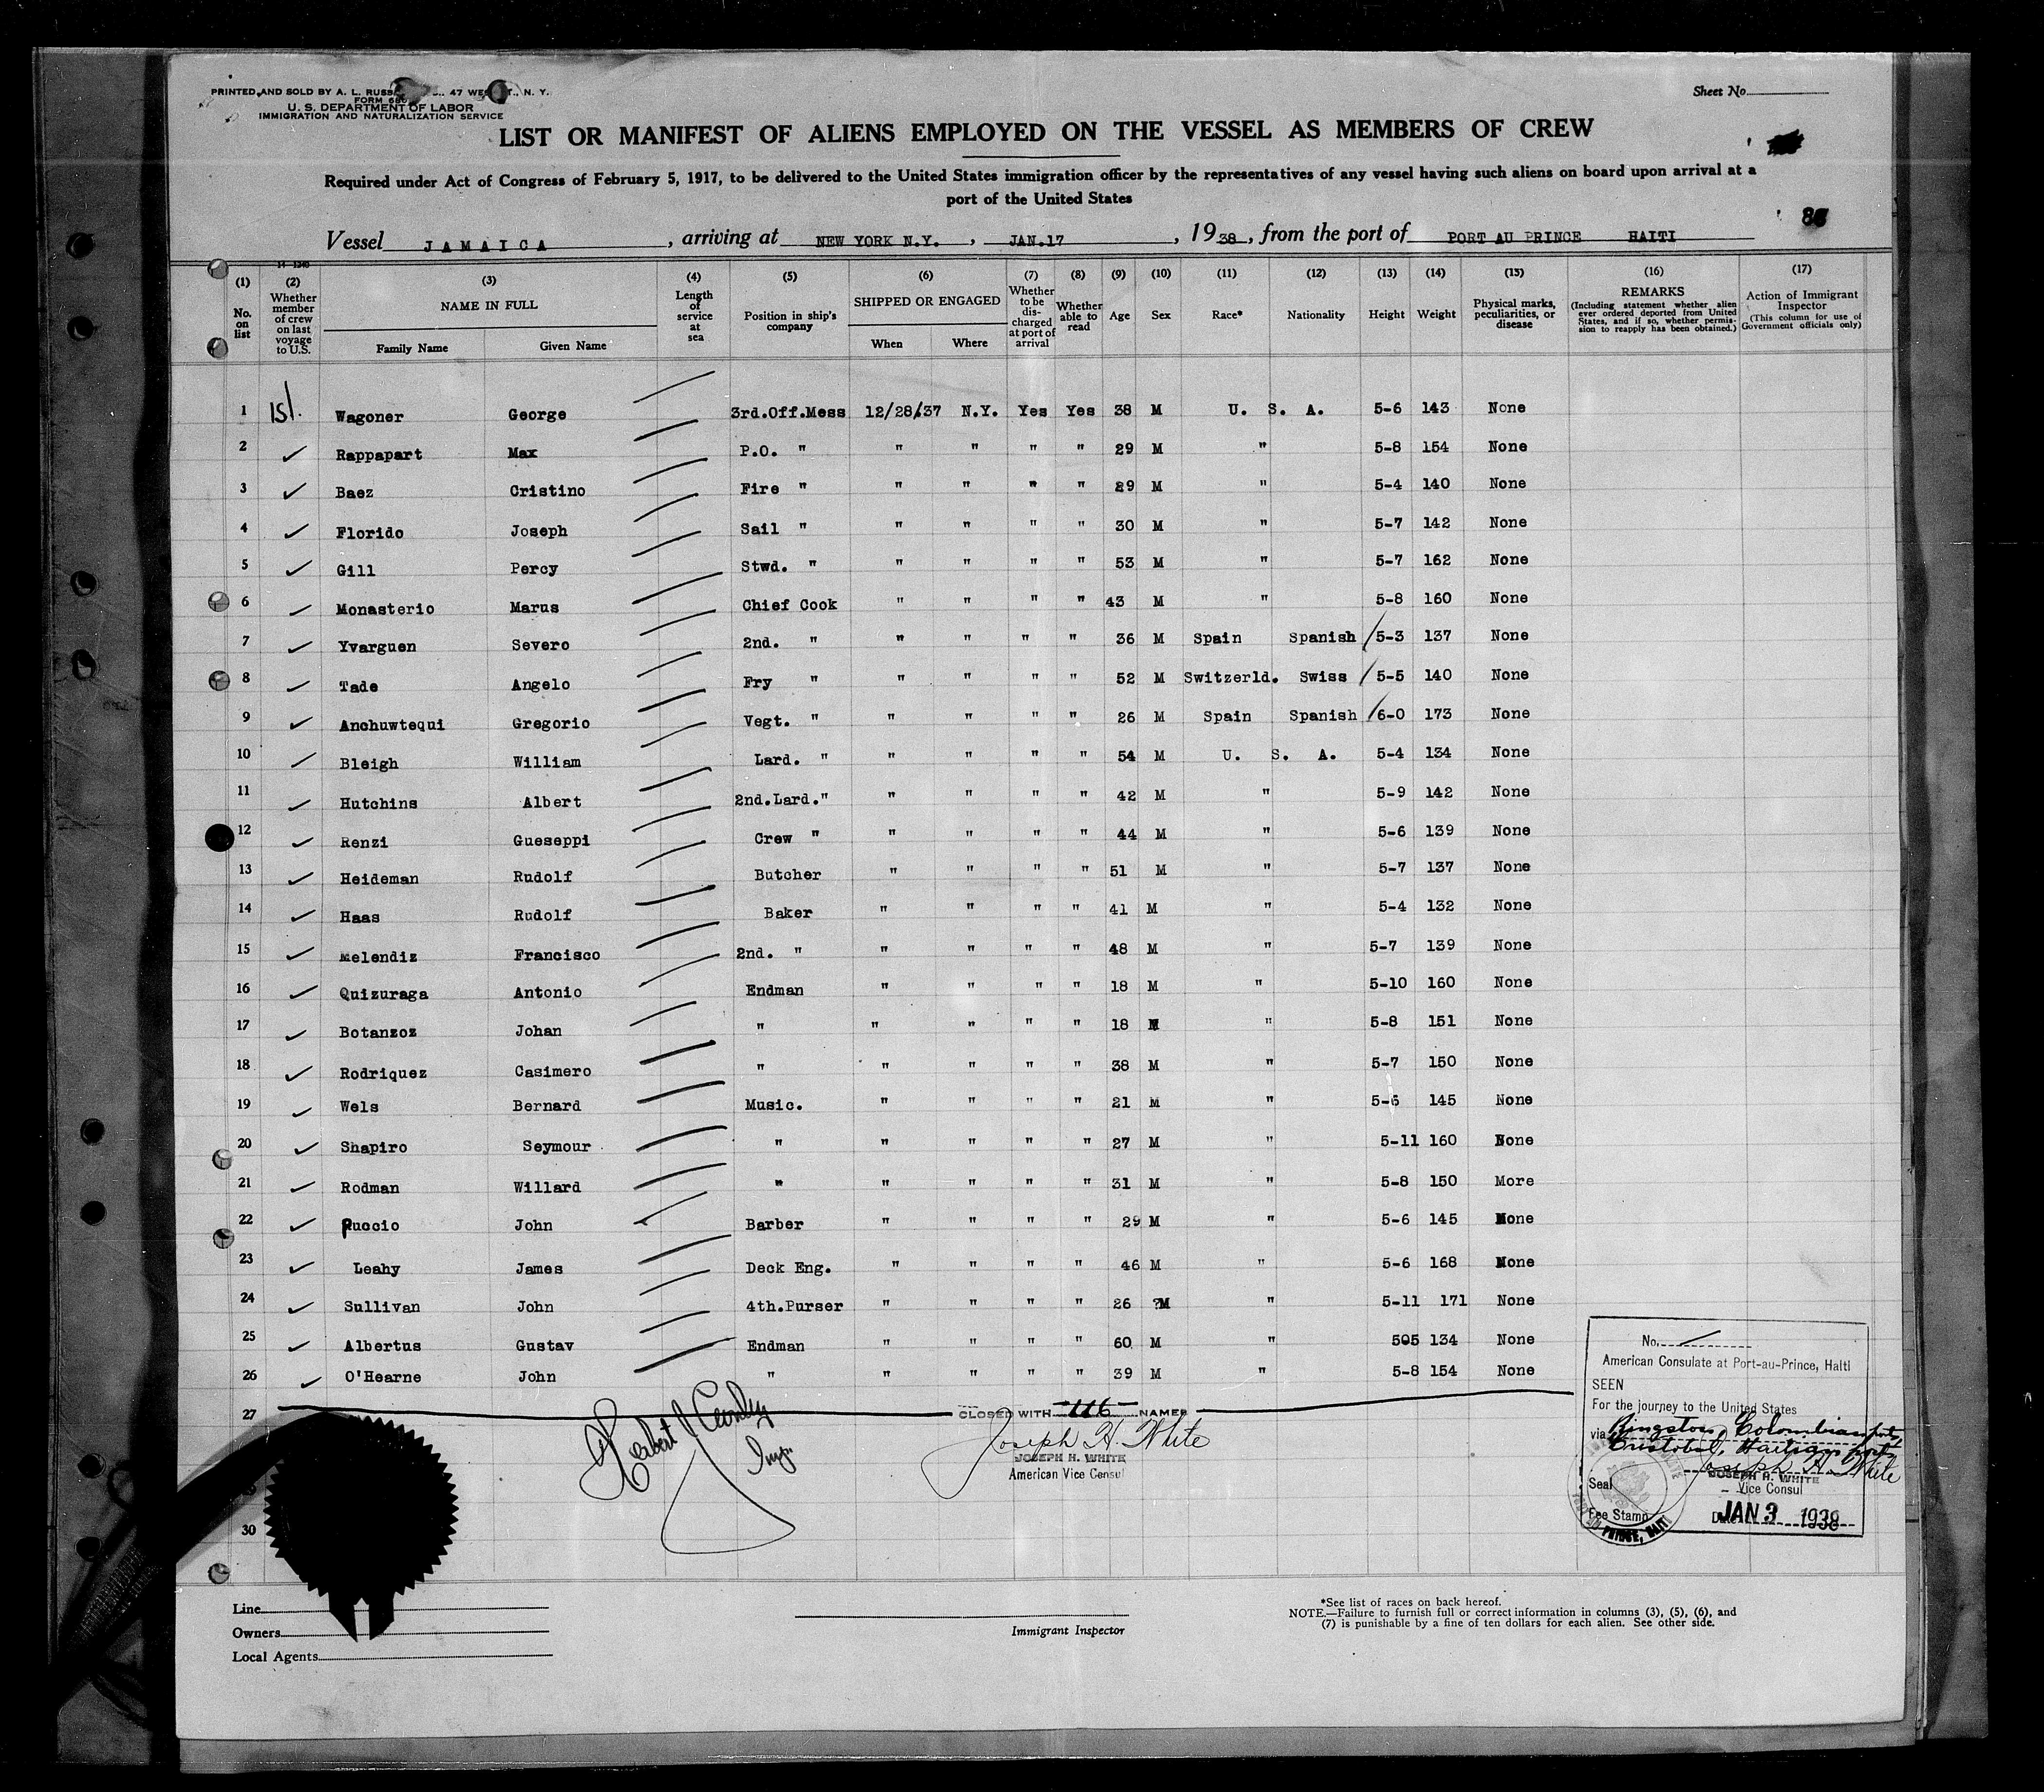 PRINTED AND SOLD BY A. L. RUSS 47 WEST., N. Y.
FORM 680
U. S. DEPARTMENT OF LABOR
IMMIGRATION AND NATURALIZATION SERVICE
Sheet No.
LIST OR MANIFEST OF ALIENS EMPLOYED ON THE VESSEL AS MEMBERS OF CREW
Required under Act of Congress of February 5, 1917, to be delivered to the United States immigration officer by the representatives of any vessel having such aliens on board upon arrival at a
port of the United States
Vessel JAMAICA, arriving at NEW YORK N.Y., JAN.17, 1938, from the port of PORT AU PRINCE HAITI
(1) (2) (3) (4) (5) (6) (7) (8) (9) (10) (11) (12) (13) (14) (15) (16) (17)
No. on list
Whether member of crew on last voyage to U.S.
NAME IN FULL
Family Name Given Name
Length of service at sea
Position in ship's company
SHIPPED OR ENGAGED
When Where
Whether to be discharged at port of arrival
Whether able to read
Age
Sex
Race*
Nationality
Height
Weight
Physical marks, peculiarities, or disease
REMARKS
(Including statement whether alien ever ordered deported from United States, and if so, whether permission to reapply has been obtained.)
Action of Immigrant Inspector
(This column for use of Government officials only)
1 1st. Wagoner George 3rd.Off.Mess 12/28/37 N.Y. Yes Yes 38 M U. S. A. 5-6 143 None
2 ✓ Rappapart Max P.O. " " " " " 29 M " 5-8 154 None
3 ✓ Baez Cristino Fire " " " " " 29 M " 5-4 140 None
4 ✓ Florido Joseph Sail " " " " " 30 M " 5-7 142 None
5 ✓ Gill Percy Stwd. " " " " " 53 M " 5-7 162 None
6 ✓ Monasterio Marus Chief Cook " " " " 43 M " 5-8 160 None
7 ✓ Yvarguen Severo 2nd. " " " " " 36 M Spain Spanish 5-3 137 None
8 ✓ Tade Angelo Fry " " " " " 52 M Switzerld. Swiss 5-5 140 None
9 ✓ Anchuwtequi Gregorio Vegt. " " " " " 26 M Spain Spanish 6-0 173 None
10 ✓ Bleigh William Lard. " " " " " 54 M U. S. A. 5-4 134 None
11 ✓ Hutchins Albert 2nd.Lard." " " " " 42 M " 5-9 142 None
12 ✓ Renzi Gueseppi Crew " " " " " 44 M " 5-6 139 None
13 ✓ Heideman Rudolf Butcher " " " " 51 M " 5-7 137 None
14 ✓ Haas Rudolf Baker " " " " 41 M " 5-4 132 None
15 ✓ Melendiz Francisco 2nd. " " " " " 48 M " 5-7 139 None
16 ✓ Quizuraga Antonio Endman " " " " 18 M " 5-10 160 None
17 ✓ Botanzoz Johan " " " " " 18 M " 5-8 151 None
18 ✓ Rodriquez Casimero " " " " " 38 M " 5-7 150 None
19 ✓ Wels Bernard Music. " " " " 21 M " 5-6 145 None
20 ✓ Shapiro Seymour " " " " " 27 M " 5-11 160 None
21 ✓ Rodman Willard " " " " " 31 M " 5-8 150 More
22 ✓ Puccio John Barber " " " " 29 M " 5-6 145 None
23 ✓ Leahy James Deck Eng. " " " " 46 M " 5-6 168 None
24 ✓ Sullivan John 4th.Purser " " " " 26 M " 5-11 171 None
25 ✓ Albertus Gustav Endman " " " " 60 M " 505 134 None
26 ✓ O'Hearne John " " " " " 39 M " 5-8 154 None
27 CLOSED WITH 116 NAMES
Joseph H. White
JOSEPH H. WHITE
American Vice Consul
30
No.
American Consulate at Port-au-Prince, Haiti
SEEN
For the journey to the United States
via Kingston, Colombian port,
Cristobal, Haitian port
Joseph H. White
JOSEPH H. WHITE
Vice Consul
Seal
Fee Stamp
Date JAN 3 1938
Line
Owners
Local Agents
Immigrant Inspector
*See list of races on back hereof.
NOTE.—Failure to furnish full or correct information in columns (3), (5), (6), and
(7) is punishable by a fine of ten dollars for each alien. See other side.